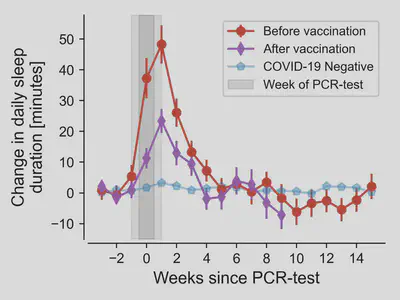 Change in daily sleep
duration [minutes]
50
40
30
20
10
0
−10
Before vaccination
After vaccination
COVID-19 Negative
Week of PCR-test
−2 0 2 4 6 8 10 12 14
Weeks since PCR-test